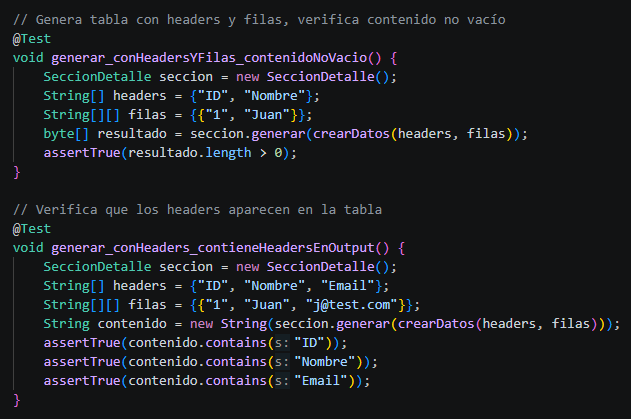 // Genera tabla con headers y filas, verifica contenido no vacío
@Test
void generar_conHeadersYFilas_contenidoNoVacio() {
    SeccionDetalle seccion = new SeccionDetalle();
    String[] headers = {"ID", "Nombre"};
    String[][] filas = {{"1", "Juan"}};
    byte[] resultado = seccion.generar(crearDatos(headers, filas));
    assertTrue(resultado.length > 0);
}

// Verifica que los headers aparecen en la tabla
@Test
void generar_conHeaders_contieneHeadersEnOutput() {
    SeccionDetalle seccion = new SeccionDetalle();
    String[] headers = {"ID", "Nombre", "Email"};
    String[][] filas = {{"1", "Juan", "j@test.com"}};
    String contenido = new String(seccion.generar(crearDatos(headers, filas)));
    assertTrue(contenido.contains(s:"ID"));
    assertTrue(contenido.contains(s:"Nombre"));
    assertTrue(contenido.contains(s:"Email"));
}